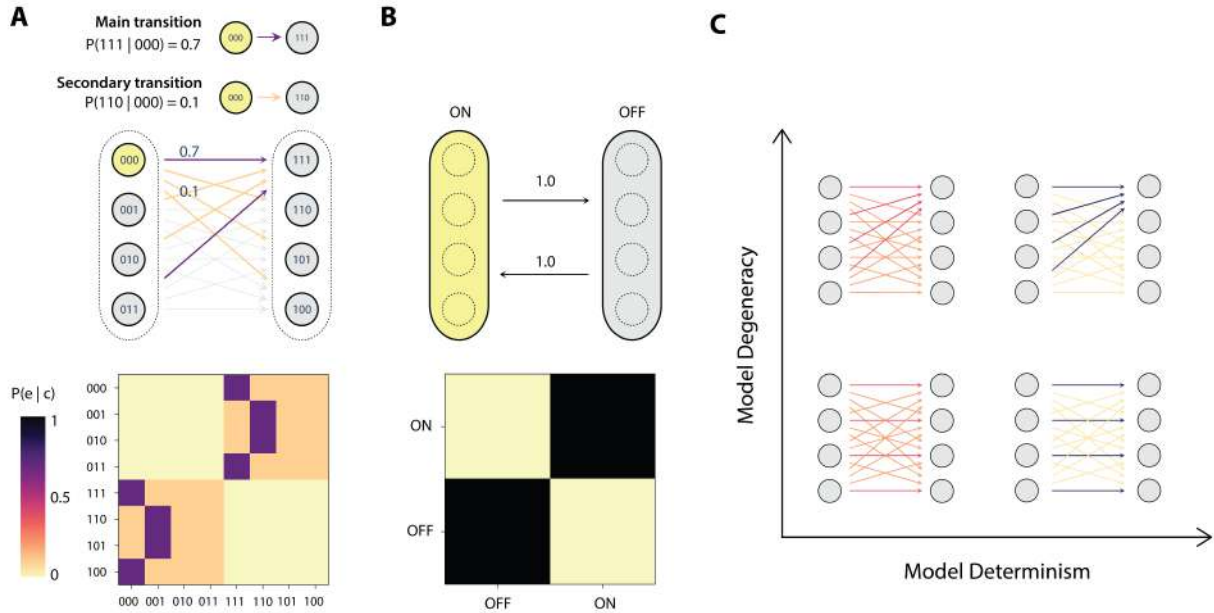 A
Main transition
P(111 | 000) = 0.7
000
111
Secondary transition
P(110 | 000) = 0.1
000
110
000
0.7
111
0.1
001
110
010
101
011
100
P(e | c)
1
0.5
0
000
001
010
011
111
110
101
100
000 001 010 011 111 110 101 100
B
ON
OFF
1.0
1.0
ON
OFF
OFF
ON
C
Model Degeneracy
Model Determinism